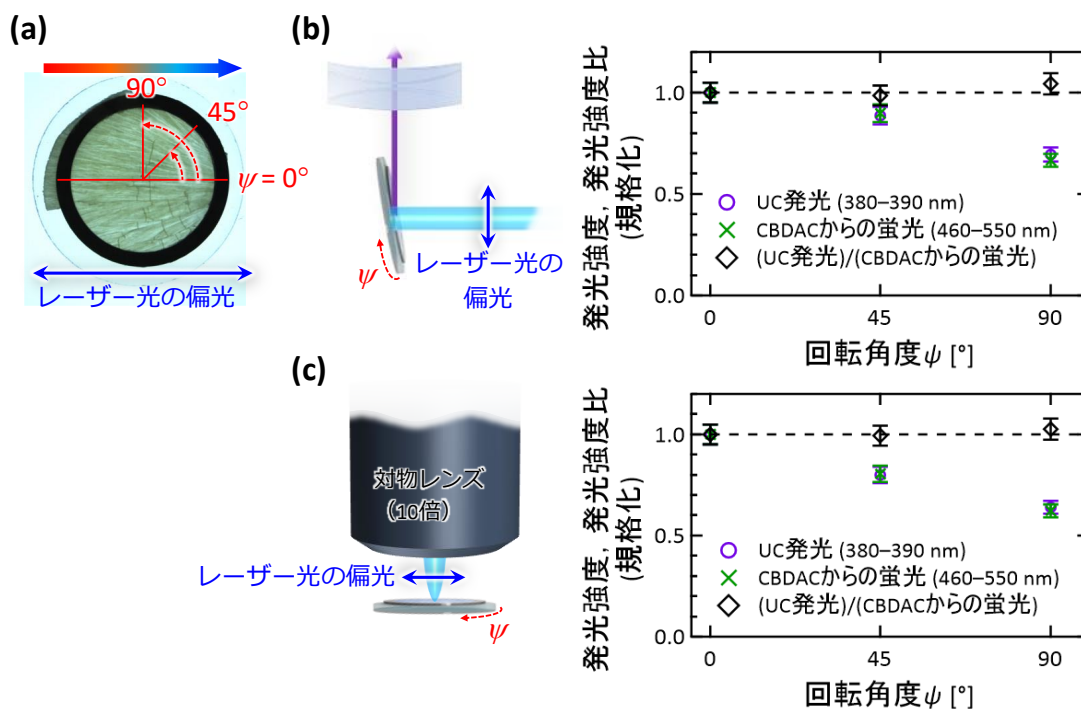 (a)
90°
45°
ψ = 0°
レーザー光の偏光
(b)
ψ
レーザー光の
偏光
発光強度, 発光強度比
(規格化)
1.0
0.5
0.0
UC発光 (380–390 nm)
CBDACからの蛍光 (460–550 nm)
(UC発光)/(CBDACからの蛍光)
0
45
90
回転角度ψ [°]
(c)
対物レンズ
(10倍)
レーザー光の偏光
ψ
発光強度, 発光強度比
(規格化)
1.0
0.5
0.0
UC発光 (380–390 nm)
CBDACからの蛍光 (460–550 nm)
(UC発光)/(CBDACからの蛍光)
0
45
90
回転角度ψ [°]